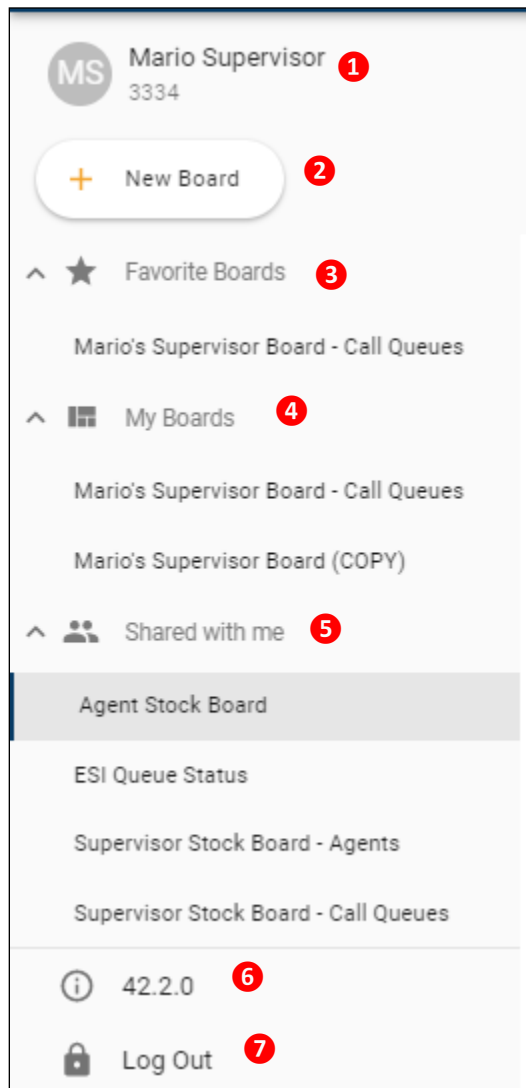 MS
Mario Supervisor 1
3334
+ New Board 2
Favorite Boards 3
Mario's Supervisor Board - Call Queues
My Boards 4
Mario's Supervisor Board - Call Queues
Mario's Supervisor Board (COPY)
Shared with me 5
Agent Stock Board
ESI Queue Status
Supervisor Stock Board - Agents
Supervisor Stock Board - Call Queues
42.2.0 6
Log Out 7